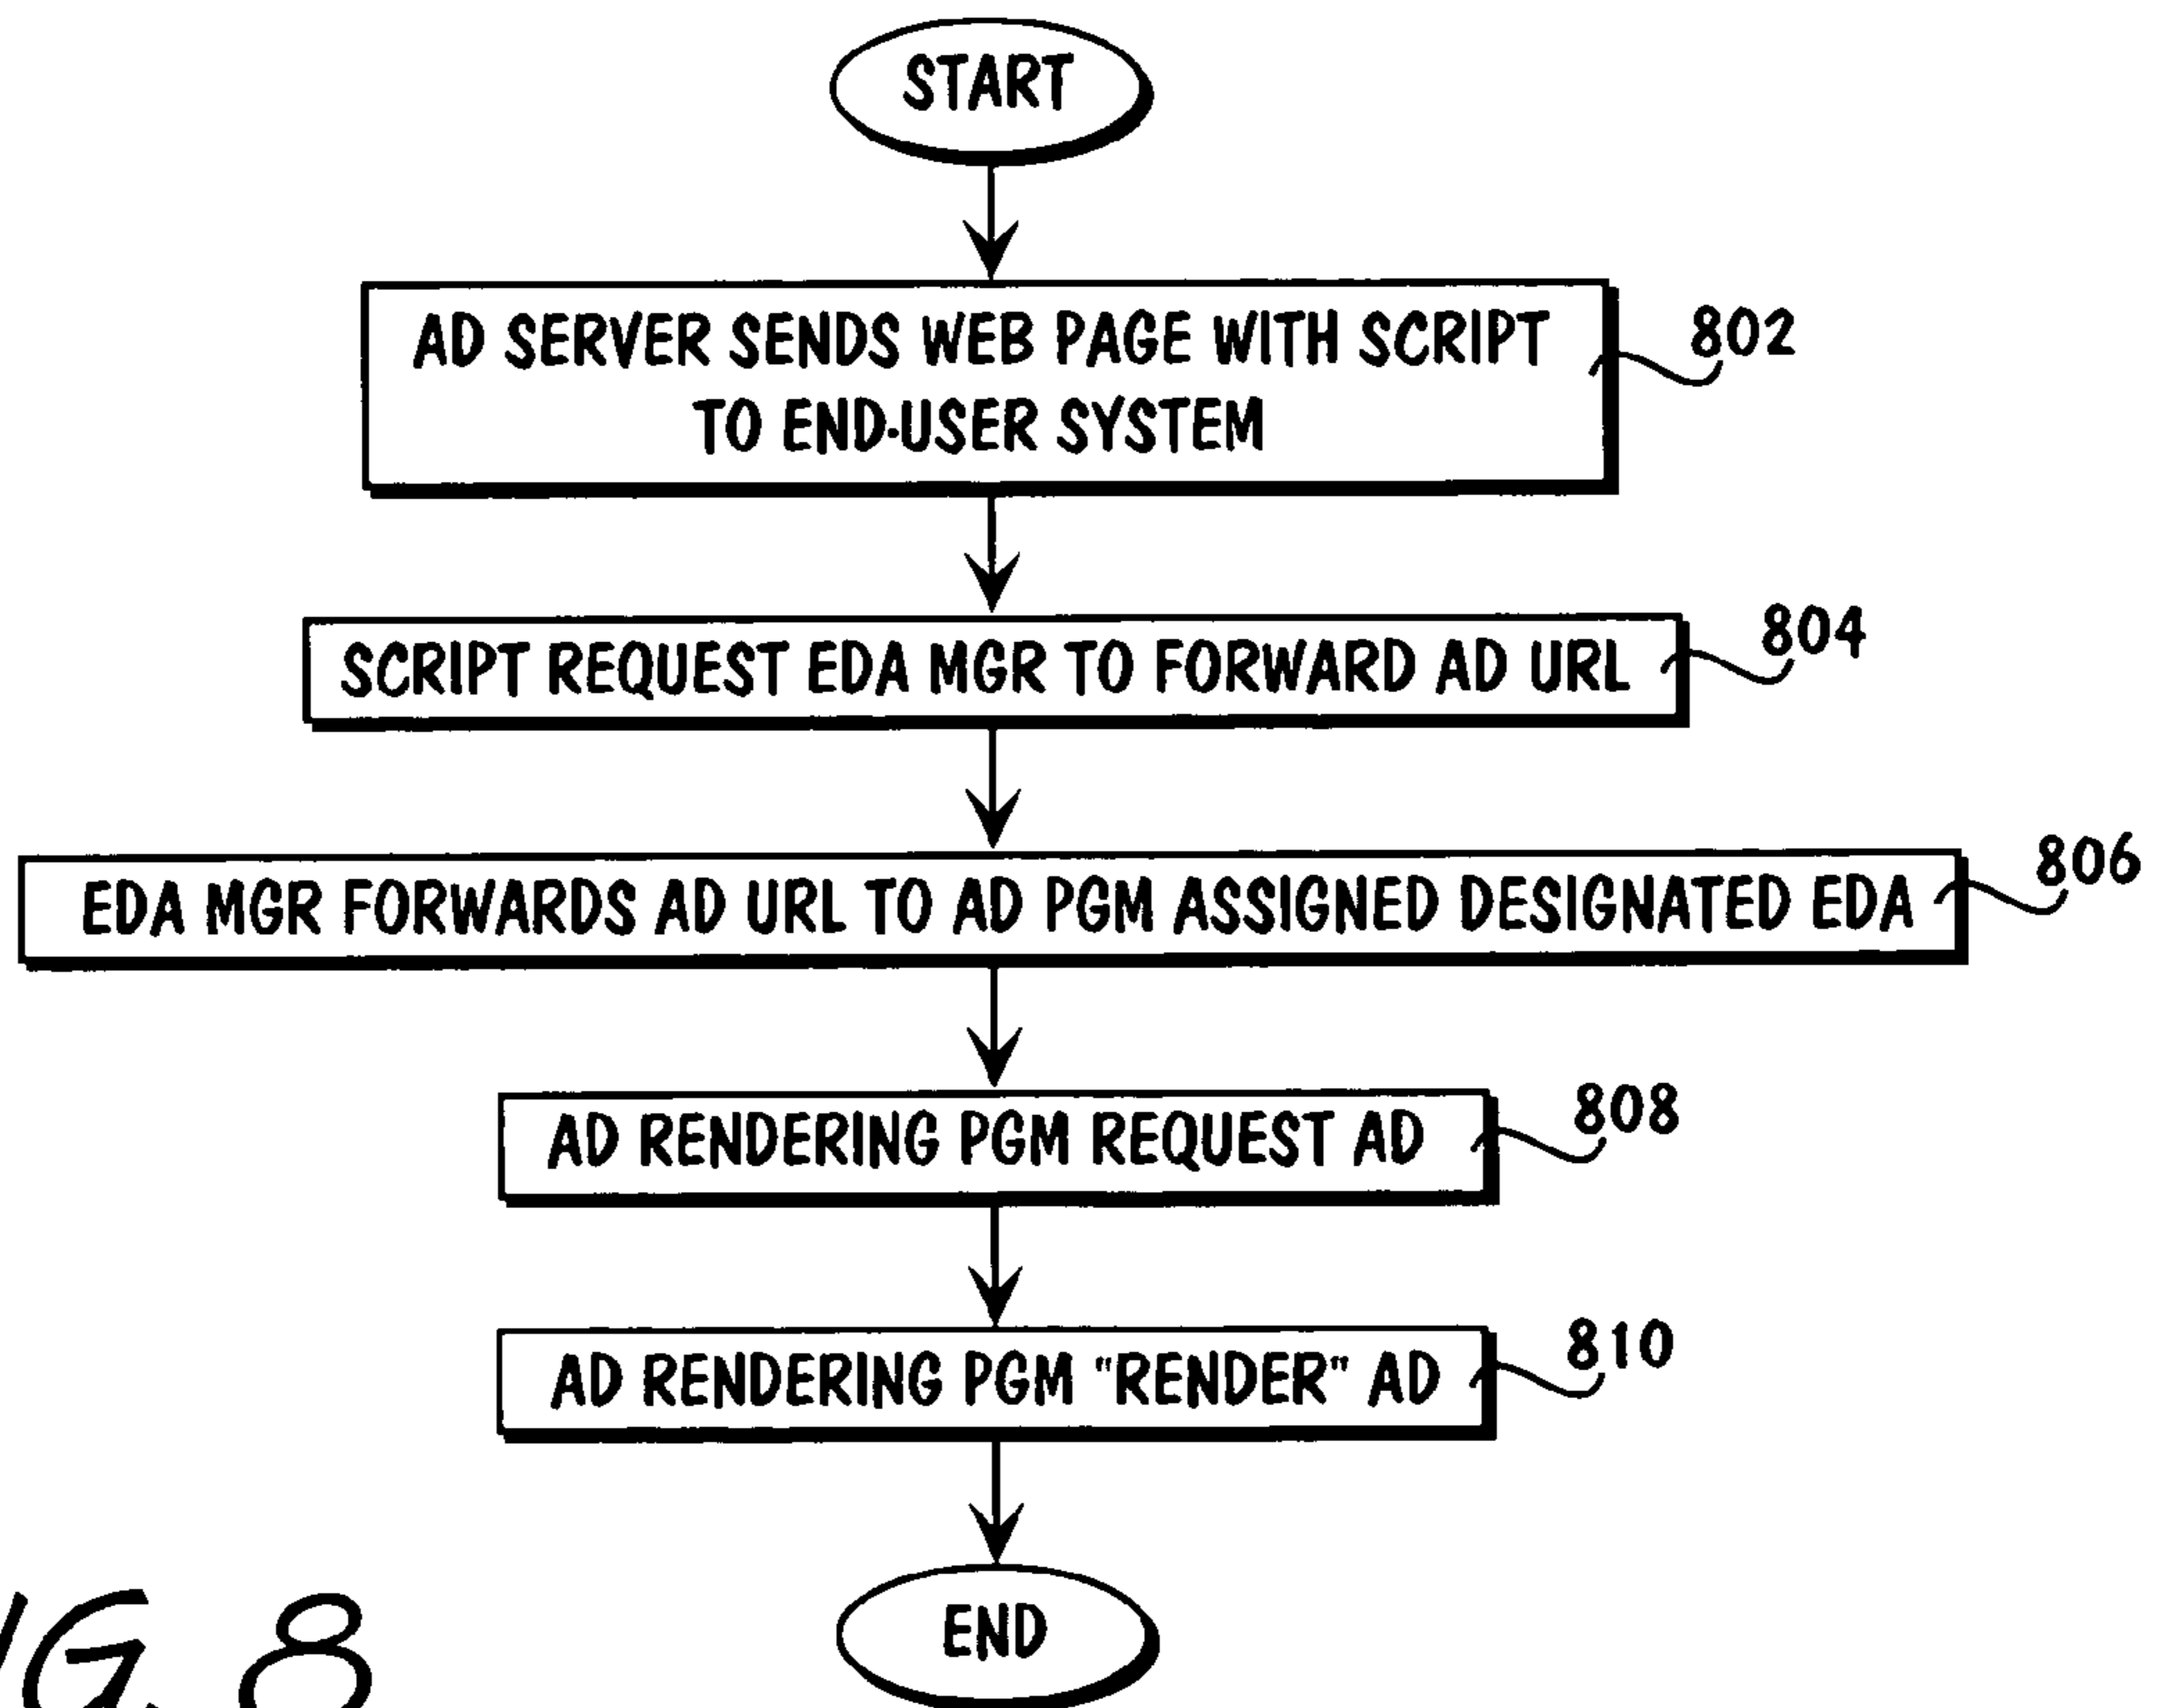 START
AD SERVER SENDS WEB PAGE WITH SCRIPT
TO END-USER SYSTEM
802
SCRIPT REQUEST EDA MGR TO FORWARD AD URL
804
EDA MGR FORWARDS AD URL TO AD PGM ASSIGNED DESIGNATED EDA
806
AD RENDERING PGM REQUEST AD
808
AD RENDERING PGM "RENDER" AD
810
END
8